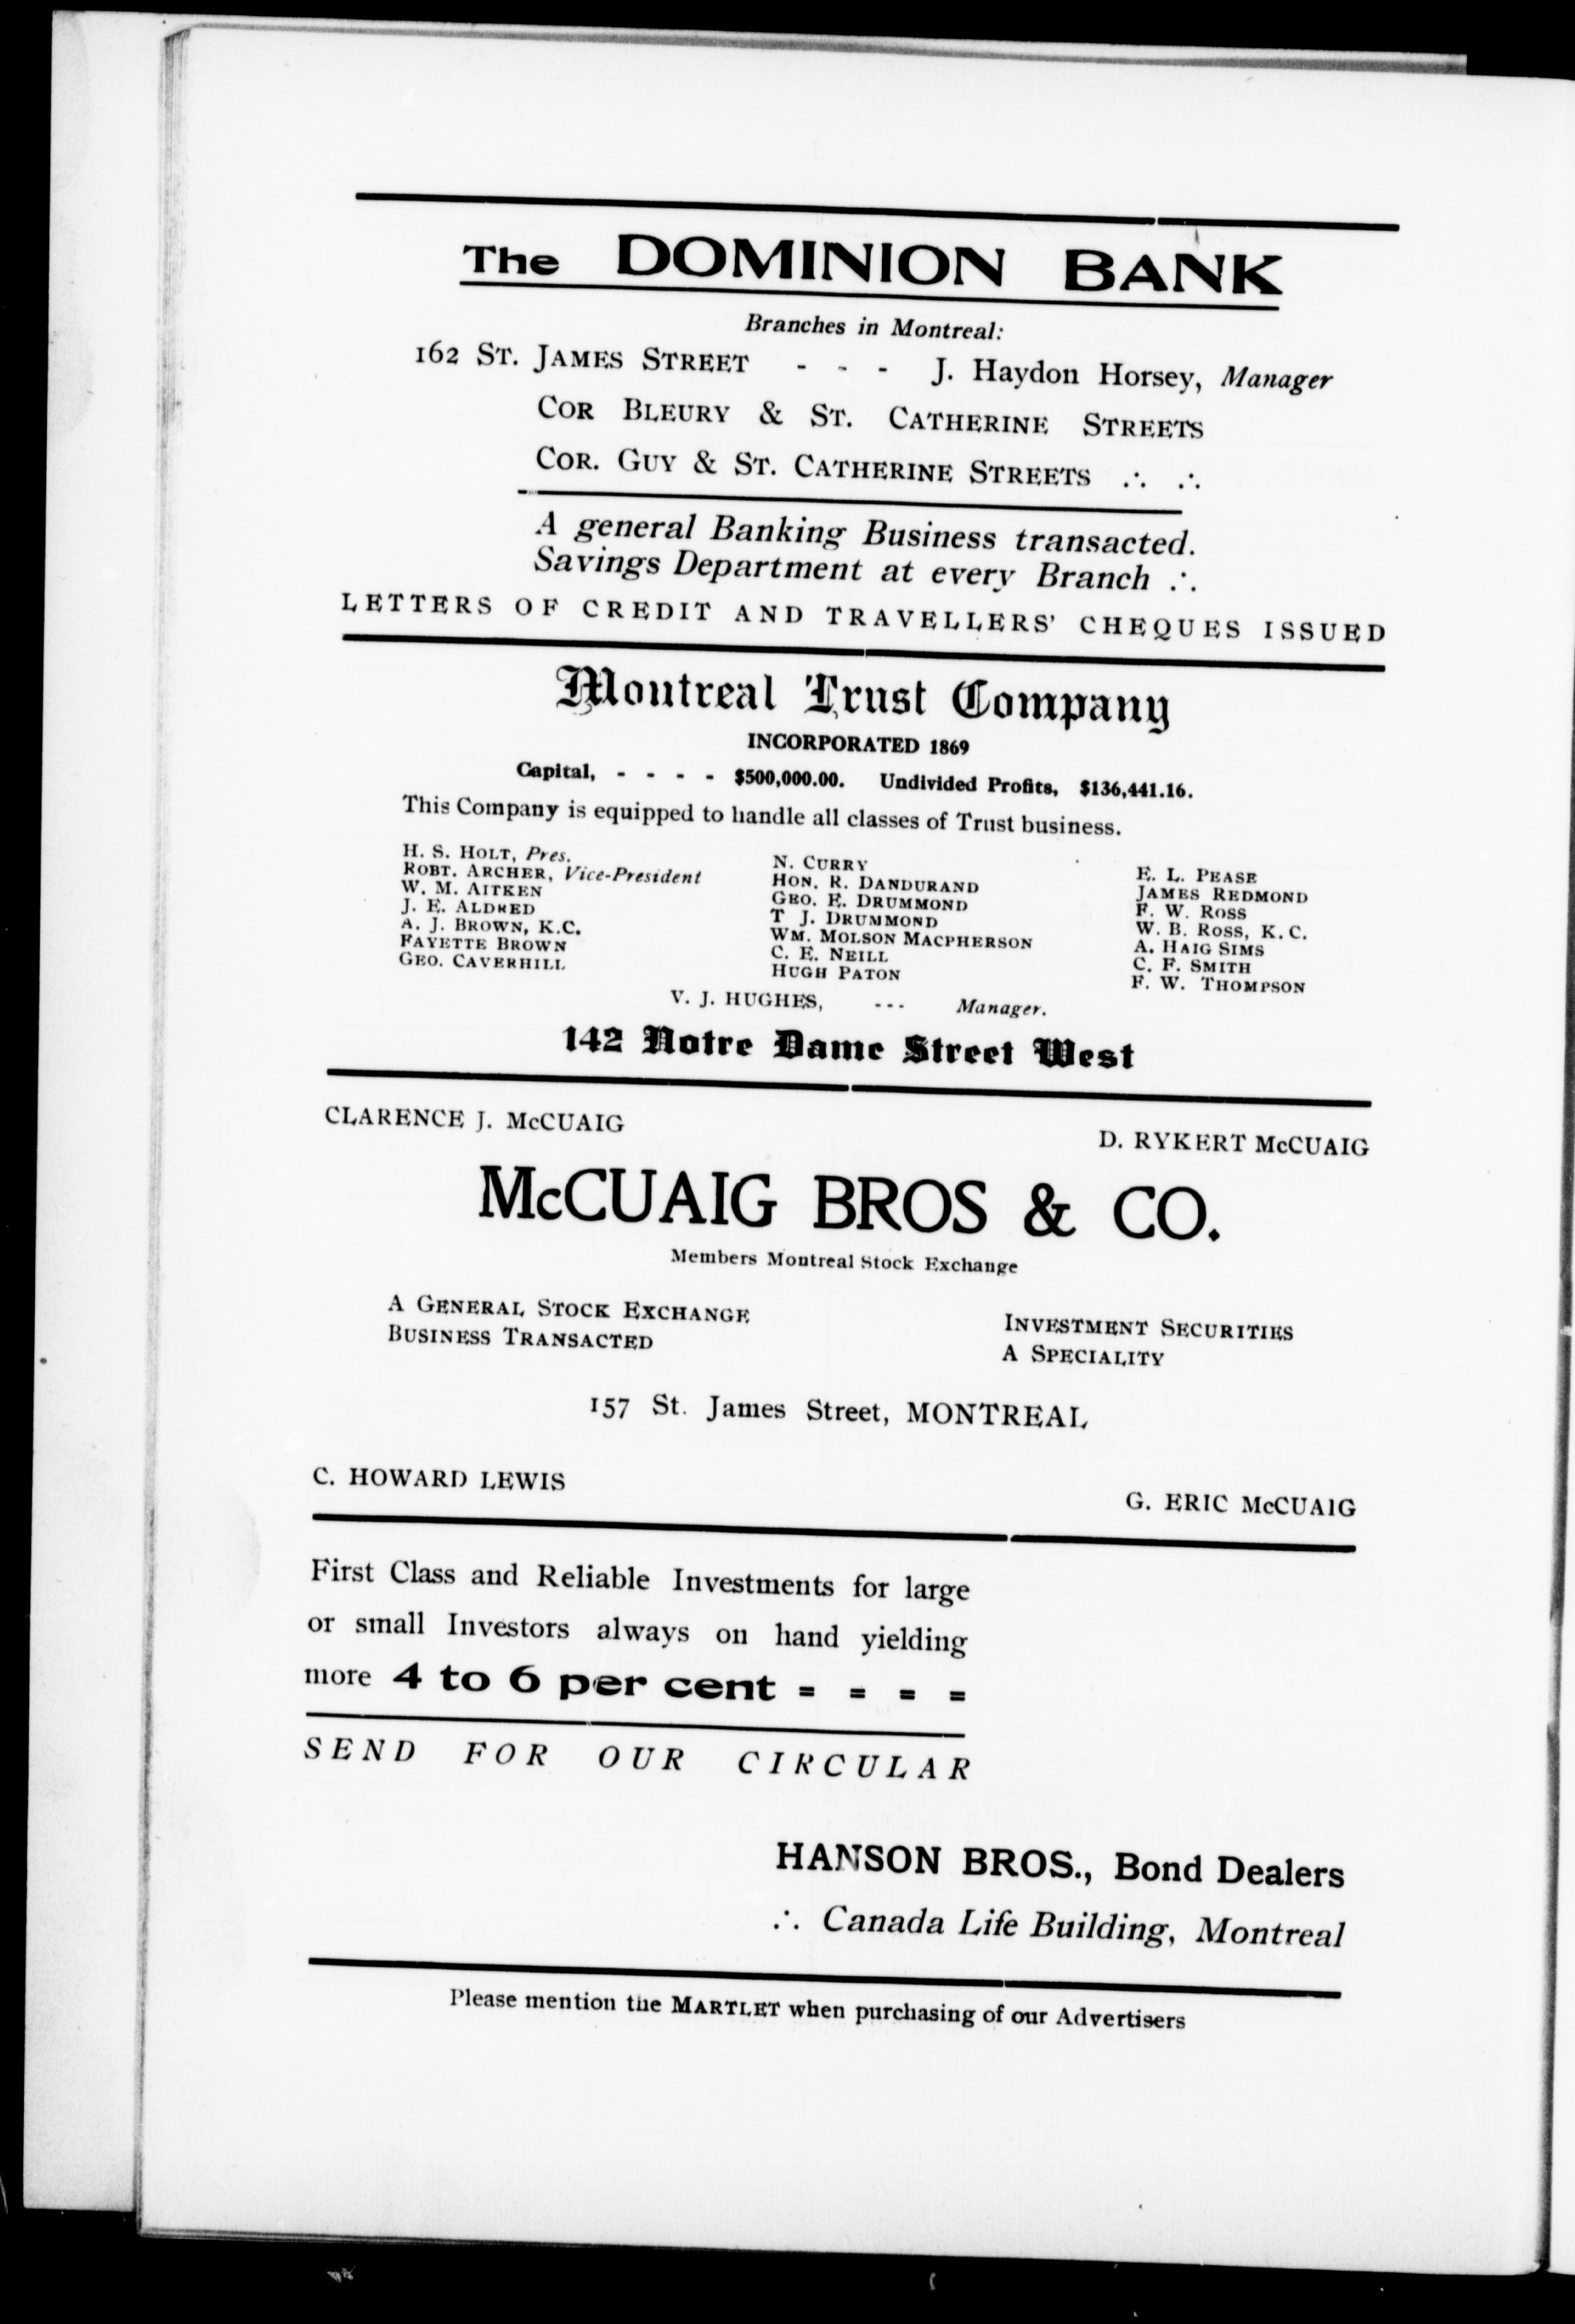 The DOMINION BANK
Branches in Montreal:
162 ST. JAMES STREET - - - J. Haydon Horsey, Manager
COR BLEURY & ST. CATHERINE STREETS
COR. GUY & ST. CATHERINE STREETS ∴ ∴
A general Banking Business transacted.
Savings Department at every Branch ∴
LETTERS OF CREDIT AND TRAVELLERS' CHEQUES ISSUED
Montreal Trust Company
INCORPORATED 1869
Capital, - - - - $500,000.00. Undivided Profits, $136,441.16.
This Company is equipped to handle all classes of Trust business.
H. S. HOLT, Pres.
ROBT. ARCHER, Vice-President
W. M. AITKEN
J. E. ALDRED
A. J. BROWN, K.C.
FAYETTE BROWN
GEO. CAVERHILL
N. CURRY
HON. R. DANDURAND
GEO. E. DRUMMOND
T J. DRUMMOND
WM. MOLSON MACPHERSON
C. E. NEILL
HUGH PATON
E. L. PEASE
JAMES REDMOND
F. W. ROSS
W. B. ROSS, K.C.
A. HAIG SIMS
C. F. SMITH
F. W. THOMPSON
V. J. HUGHES, --- Manager.
142 Notre Dame Street West
CLARENCE J. McCUAIG
D. RYKERT McCUAIG
McCUAIG BROS & CO.
Members Montreal Stock Exchange
A GENERAL STOCK EXCHANGE
BUSINESS TRANSACTED
INVESTMENT SECURITIES
A SPECIALITY
157 St. James Street, MONTREAL
C. HOWARD LEWIS
G. ERIC McCUAIG
First Class and Reliable Investments for large
or small Investors always on hand yielding
more 4 to 6 per cent = = = =
SEND FOR OUR CIRCULAR
HANSON BROS., Bond Dealers
∴ Canada Life Building, Montreal
Please mention the MARTLET when purchasing of our Advertisers